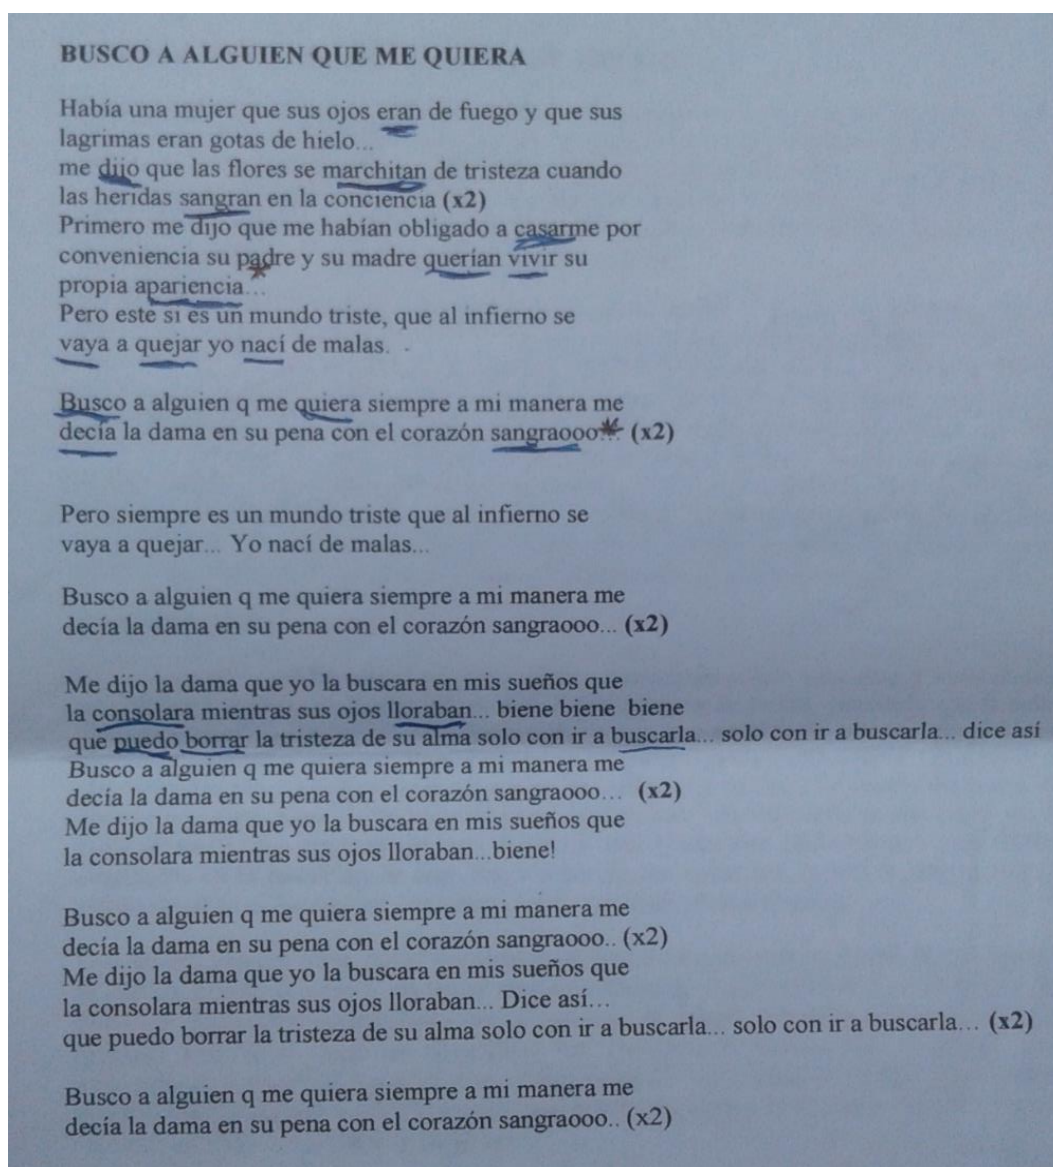 BUSCO A ALGUIEN QUE ME QUIERA
Había una mujer que sus ojos eran de fuego y que sus
lagrimas eran gotas de hielo...
me dijo que las flores se marchitan de tristeza cuando
las heridas sangran en la conciencia (x2)
Primero me dijo que me habían obligado a casarme por
conveniencia su padre y su madre querían vivir su
propia apariencia...
Pero este si es un mundo triste, que al infierno se
vaya a quejar yo nací de malas. .
Busco a alguien q me quiera siempre a mi manera me
decía la dama en su pena con el corazón sangraooo... (x2)
Pero siempre es un mundo triste que al infierno se
vaya a quejar... Yo nací de malas...
Busco a alguien q me quiera siempre a mi manera me
decía la dama en su pena con el corazón sangraooo... (x2)
Me dijo la dama que yo la buscara en mis sueños que
la consolara mientras sus ojos lloraban... biene biene biene
que puedo borrar la tristeza de su alma solo con ir a buscarla... solo con ir a buscarla... dice así
Busco a alguien q me quiera siempre a mi manera me
decía la dama en su pena con el corazón sangraooo... (x2)
Me dijo la dama que yo la buscara en mis sueños que
la consolara mientras sus ojos lloraban...biene!
Busco a alguien q me quiera siempre a mi manera me
decía la dama en su pena con el corazón sangraooo.. (x2)
Me dijo la dama que yo la buscara en mis sueños que
la consolara mientras sus ojos lloraban... Dice así...
que puedo borrar la tristeza de su alma solo con ir a buscarla... solo con ir a buscarla... (x2)
Busco a alguien q me quiera siempre a mi manera me
decía la dama en su pena con el corazón sangraooo.. (x2)